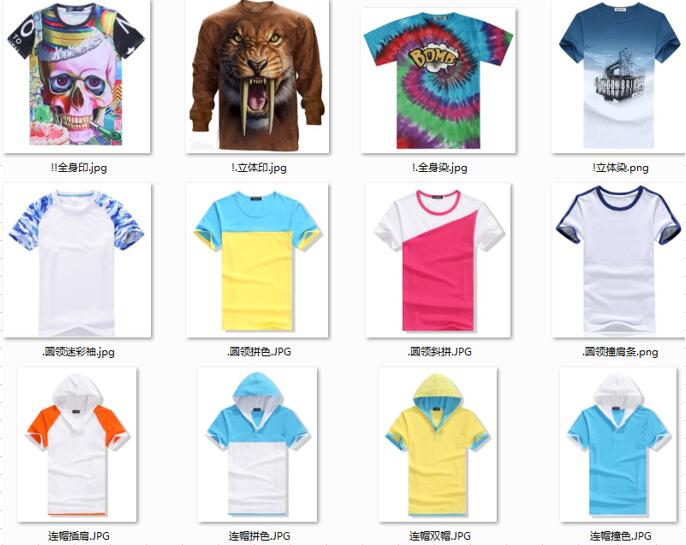 BOMB
!!全身印.jpg
!.立体印.jpg
!.全身染.jpg
!立体染.png
.圆领迷彩袖.jpg
.圆领拼色.JPG
.圆领斜拼.JPG
.圆领撞肩条.png
连帽插肩.JPG
连帽拼色.JPG
连帽双帽.JPG
连帽撞色.JPG